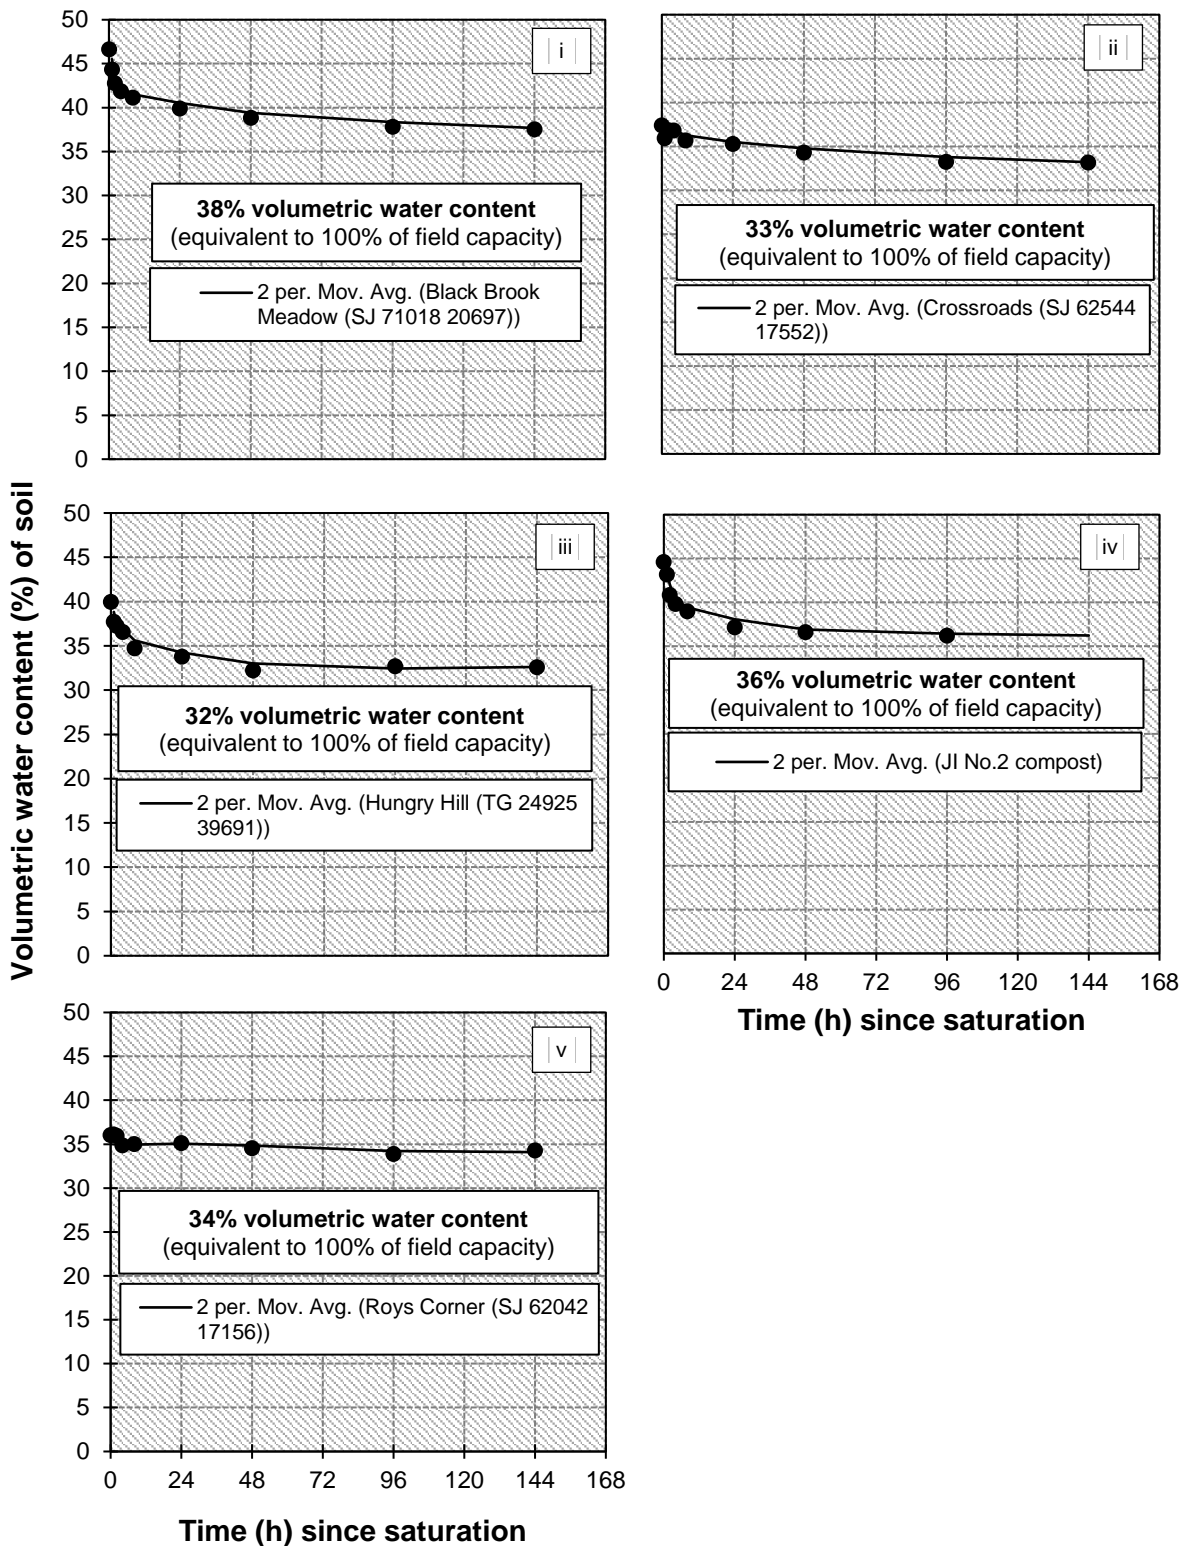 Volumetric water content (%) of soil
50
45
40
35
30
25
20
15
10
5
0
i
38% volumetric water content
(equivalent to 100% of field capacity)
2 per. Mov. Avg. (Black Brook
Meadow (SJ 71018 20697))
ii
33% volumetric water content
(equivalent to 100% of field capacity)
2 per. Mov. Avg. (Crossroads (SJ 62544
17552))
50
45
40
35
30
25
20
15
10
5
0
iii
32% volumetric water content
(equivalent to 100% of field capacity)
2 per. Mov. Avg. (Hungry Hill (TG 24925
39691))
iv
36% volumetric water content
(equivalent to 100% of field capacity)
2 per. Mov. Avg. (JI No.2 compost)
0 24 48 72 96 120 144 168
Time (h) since saturation
50
45
40
35
30
25
20
15
10
5
0
v
34% volumetric water content
(equivalent to 100% of field capacity)
2 per. Mov. Avg. (Roys Corner (SJ 62042
17156))
0 24 48 72 96 120 144 168
Time (h) since saturation